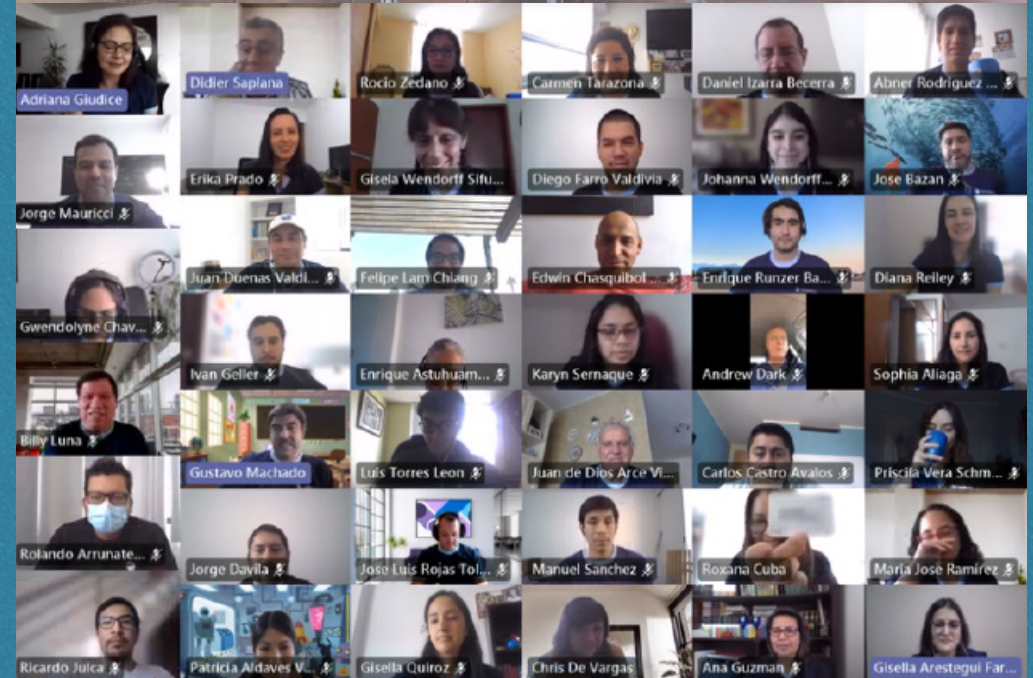 Adriana Giudice
Didier Saplana
Rocio Zedano
Carmen Tarazona
Daniel Izarra Becerra
Abner Rodriguez ...
Jorge Mauricci
Erika Prado
Gisela Wendorff Sifu...
Diego Farro Valdivia
Johanna Wendorff...
Jose Bazan
Gwendolyne Chav...
Juan Duenas Valdi...
Felipe Lam Chiang
Edwin Chasquibol ...
Enrique Runzer Ba...
Diana Reiley
Billy Luna
Ivan Geller
Enrique Astuhuam...
Karyn Sernaque
Andrew Dark
Sophia Aliaga
Gustavo Machado
Luis Torres Leon
Juan de Dios Arce Vi...
Carlos Castro Avalos
Priscila Vera Schm...
Rolando Arrunate...
Jorge Davila
Jose Luis Rojas Tol...
Manuel Sanchez
Roxana Cuba
Maria Jose Ramirez
Ricardo Julca
Patricia Aldaves V...
Gisella Quiroz
Chris De Vargas
Ana Guzman
Gisella Arestegui Far...